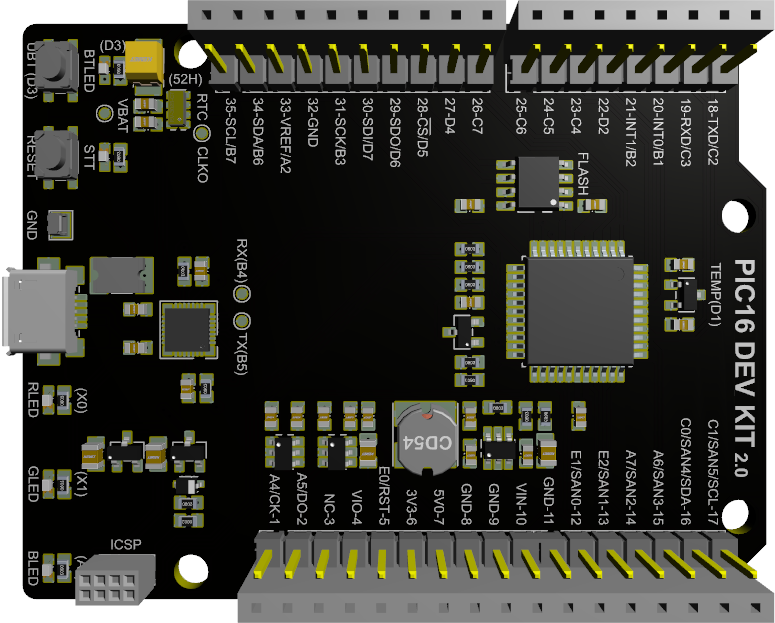 UBT(D3)
BTLED
(D3)
VBAT
(52H)
RTC
CLKO
RESET
STT
GND
35-SCL/B7
34-SDA/B6
33-VREF/A2
32-GND
31-SCK/B3
30-SDI/D7
29-SDO/D6
28-CS/D5
27-D4
26-C7
25-C6
24-C5
23-C4
22-D2
21-INT1/B2
20-INT0/B1
19-RXD/C3
18-TXD/C2
FLASH
TEMP(D1)
RX(B4)
TX(B5)
PIC16 DEV KIT 2.0
RLED
(X0)
GLED
(X1)
BLED
ICSP
CD54
A4/CK-1
A5/DO-2
NC-3
VIO-4
E0/RST-5
3V3-6
5V0-7
GND-8
GND-9
VIN-10
GND-11
E1/SAN0-12
E2/SAN1-13
A7/SAN2-14
A6/SAN3-15
C0/SAN4/SDA-16
C1/SAN5/SCL-17